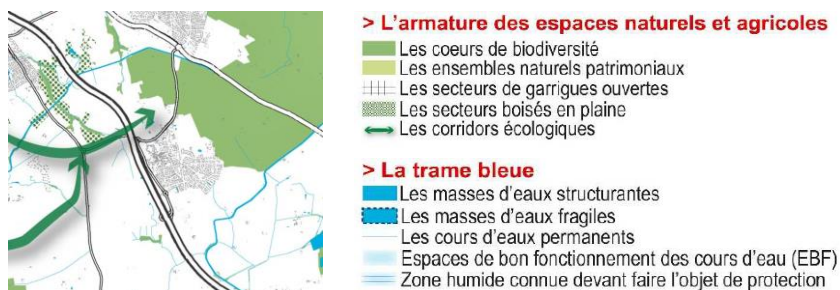 > L'armature des espaces naturels et agricoles
Les coeurs de biodiversité
Les ensembles naturels patrimoniaux
Les secteurs de garrigues ouvertes
Les secteurs boisés en plaine
Les corridors écologiques
> La trame bleue
Les masses d'eaux structurantes
Les masses d'eaux fragiles
Les cours d'eaux permanents
Espaces de bon fonctionnement des cours d'eau (EBF)
Zone humide connue devant faire l'objet de protection